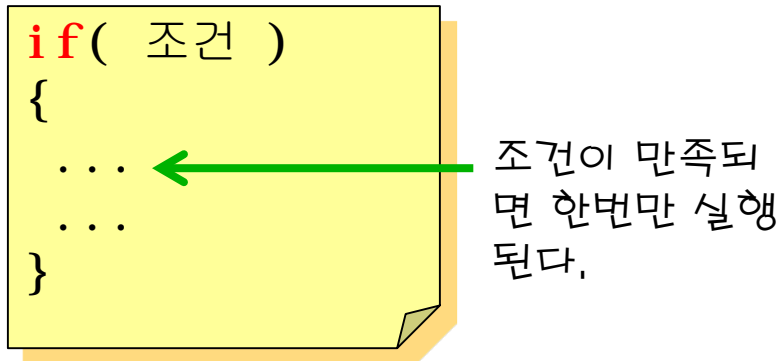 if( 조건 )
{
...
...
}
조건이 만족되
면 한번만 실행
된다.